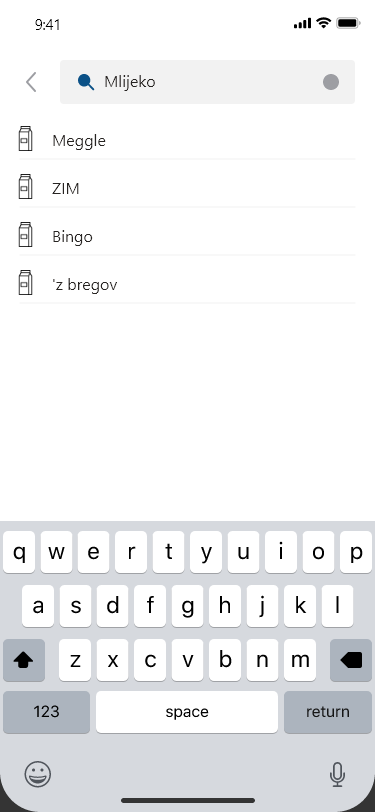 9:41
Mlijeko
Meggle
ZIM
Bingo
'z bregov
q w e r t y u i o p
a s d f g h j k l
z x c v b n m
123 space return